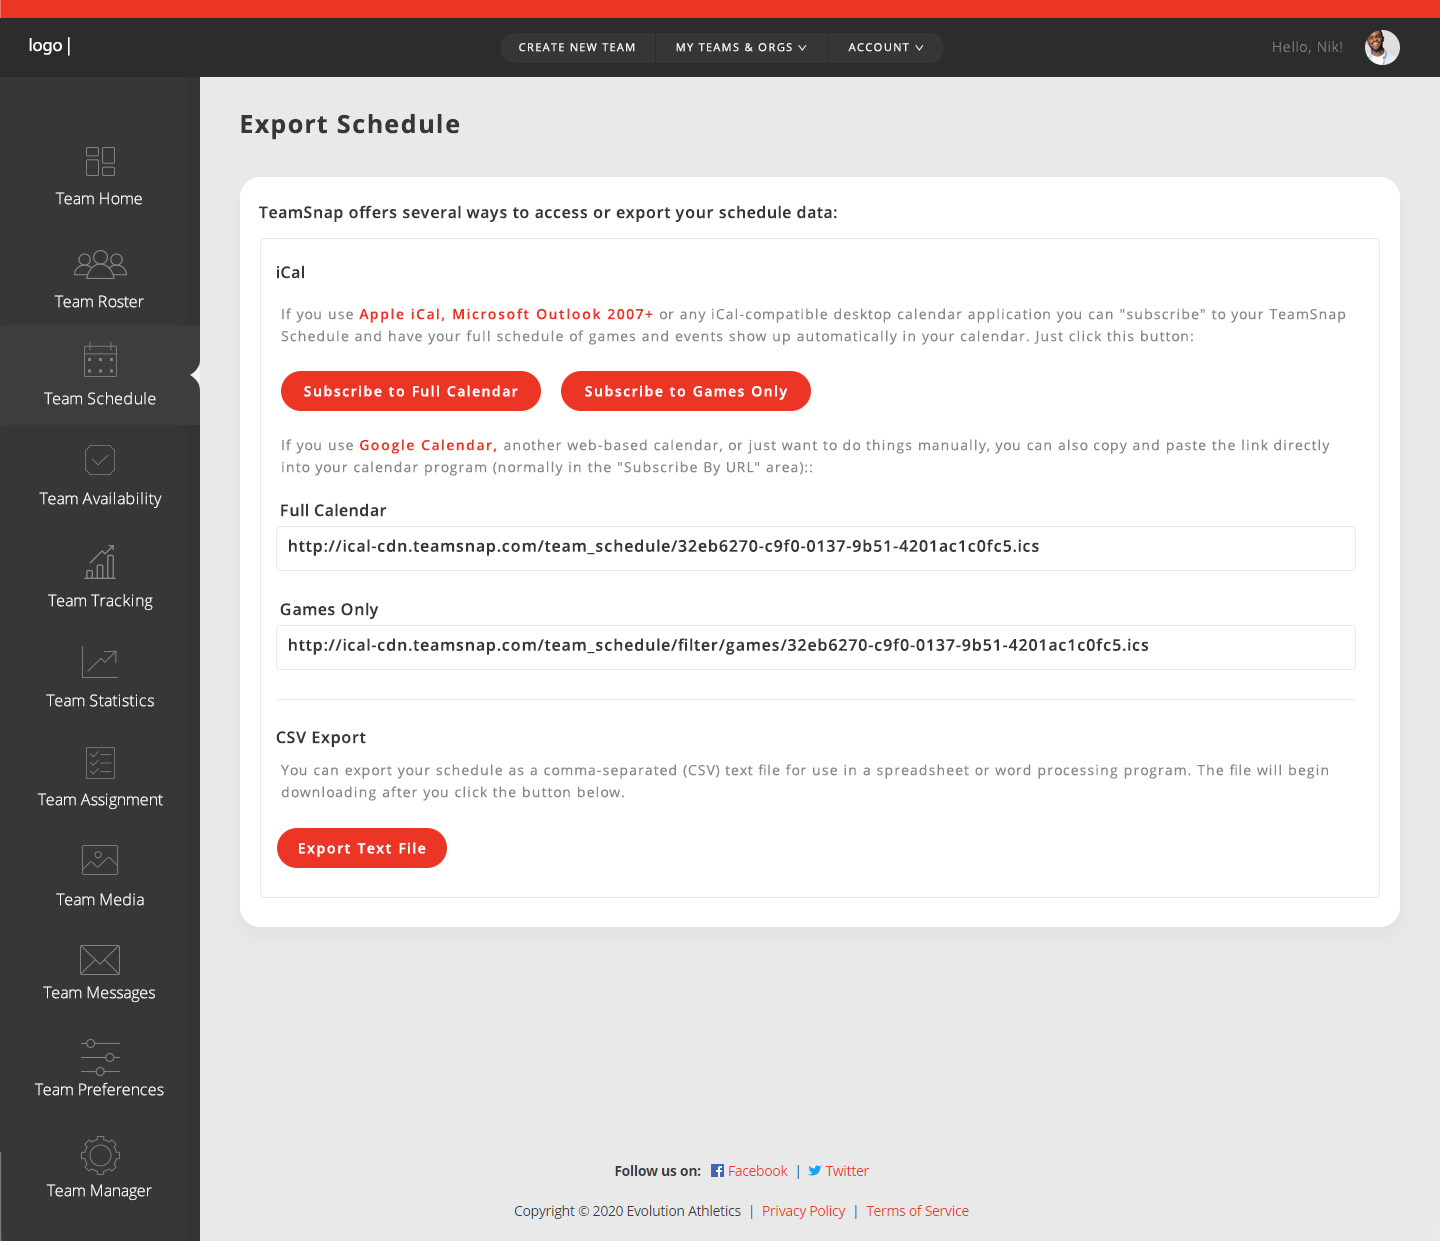 logo |
CREATE NEW TEAM
MY TEAMS & ORGS
ACCOUNT
Hello, Nik!
Team Home
Team Roster
Team Schedule
Team Availability
Team Tracking
Team Statistics
Team Assignment
Team Media
Team Messages
Team Preferences
Team Manager
Export Schedule
TeamSnap offers several ways to access or export your schedule data:
iCal
If you use Apple iCal, Microsoft Outlook 2007+ or any iCal-compatible desktop calendar application you can "subscribe" to your TeamSnap
Schedule and have your full schedule of games and events show up automatically in your calendar. Just click this button:
Subscribe to Full Calendar
Subscribe to Games Only
If you use Google Calendar, another web-based calendar, or just want to do things manually, you can also copy and paste the link directly
into your calendar program (normally in the "Subscribe By URL" area)::
Full Calendar
http://ical-cdn.teamsnap.com/team_schedule/32eb6270-c9f0-0137-9b51-4201ac1c0fc5.ics
Games Only
http://ical-cdn.teamsnap.com/team_schedule/filter/games/32eb6270-c9f0-0137-9b51-4201ac1c0fc5.ics
CSV Export
You can export your schedule as a comma-separated (CSV) text file for use in a spreadsheet or word processing program. The file will begin
downloading after you click the button below.
Export Text File
Follow us on: Facebook | Twitter
Copyright © 2020 Evolution Athletics | Privacy Policy | Terms of Service